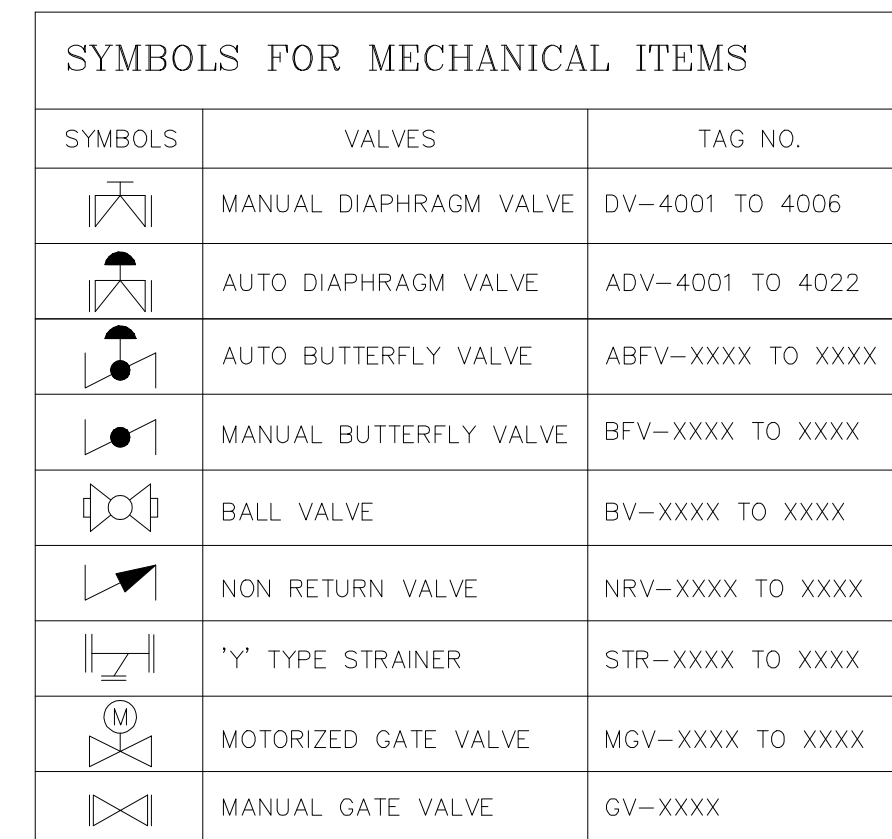 SYMBOLS FOR MECHANICAL ITEMS
SYMBOLS VALVES TAG NO.
MANUAL DIAPHRAGM VALVE DV-4001 TO 4006
AUTO DIAPHRAGM VALVE ADV-4001 TO 4022
AUTO BUTTERFLY VALVE ABFV-XXXX TO XXXX
MANUAL BUTTERFLY VALVE BFV-XXXX TO XXXX
BALL VALVE BV-XXXX TO XXXX
NON RETURN VALVE NRV-XXXX TO XXXX
'Y' TYPE STRAINER STR-XXXX TO XXXX
M MOTORIZED GATE VALVE MGV-XXXX TO XXXX
MANUAL GATE VALVE GV-XXXX